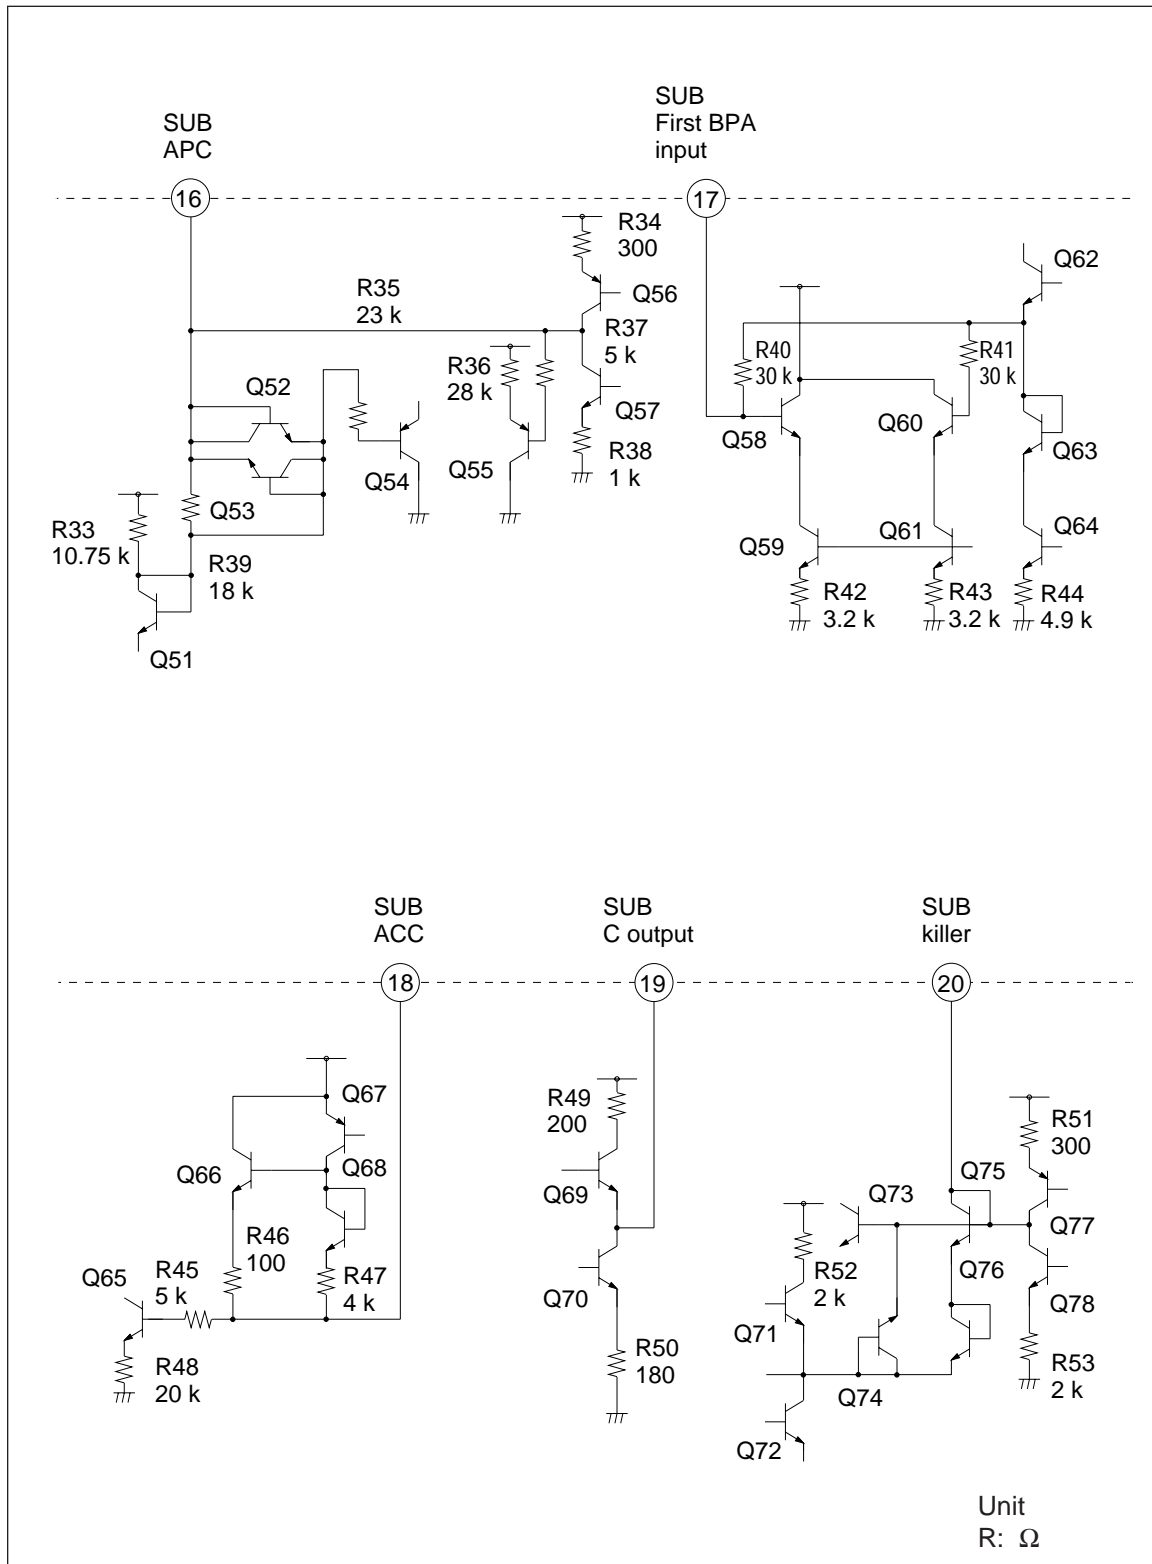 SUB
APC
16
SUB
First BPA
input
17
R34
300
Q56
R35
23 k
R37
5 k
R36
28 k
Q57
R38
1 k
Q52
Q55
Q54
Q53
R33
10.75 k
R39
18 k
Q51
Q62
R40
30 k
R41
30 k
Q58
Q60
Q63
Q59
Q61
Q64
R42
3.2 k
R43
3.2 k
R44
4.9 k
SUB
ACC
18
SUB
C output
19
SUB
killer
20
Q67
Q66
Q68
R46
100
R47
4 k
Q65
R45
5 k
R48
20 k
R49
200
Q69
Q70
R50
180
R51
300
Q75
Q73
Q77
R52
2 k
Q76
Q78
Q71
R53
2 k
Q74
Q72
Unit
R: Ω